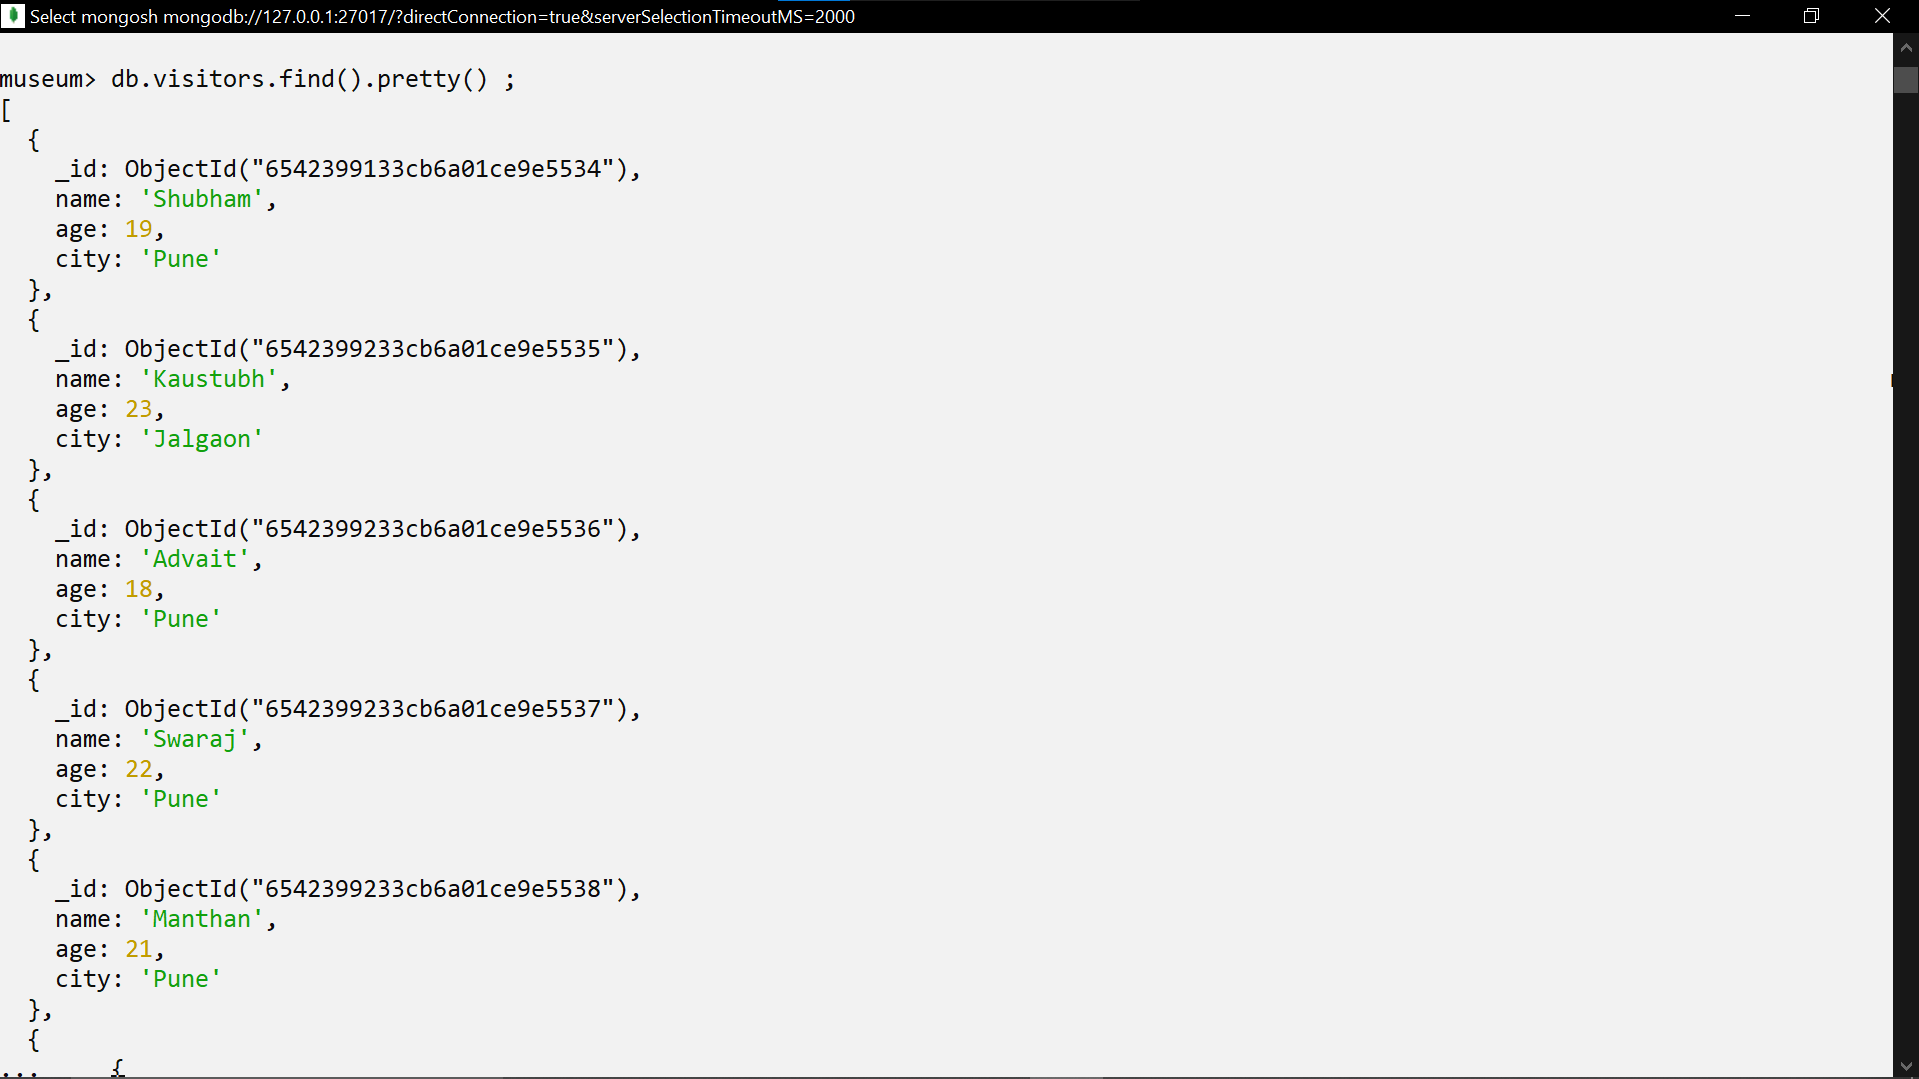 Select mongosh mongodb://127.0.0.1:27017/?directConnection=true&serverSelectionTimeoutMS=2000
museum> db.visitors.find().pretty() ;
[
  {
    _id: ObjectId("6542399133cb6a01ce9e5534"),
    name: 'Shubham',
    age: 19,
    city: 'Pune'
  },
  {
    _id: ObjectId("6542399233cb6a01ce9e5535"),
    name: 'Kaustubh',
    age: 23,
    city: 'Jalgaon'
  },
  {
    _id: ObjectId("6542399233cb6a01ce9e5536"),
    name: 'Advait',
    age: 18,
    city: 'Pune'
  },
  {
    _id: ObjectId("6542399233cb6a01ce9e5537"),
    name: 'Swaraj',
    age: 22,
    city: 'Pune'
  },
  {
    _id: ObjectId("6542399233cb6a01ce9e5538"),
    name: 'Manthan',
    age: 21,
    city: 'Pune'
  },
  {
...     {